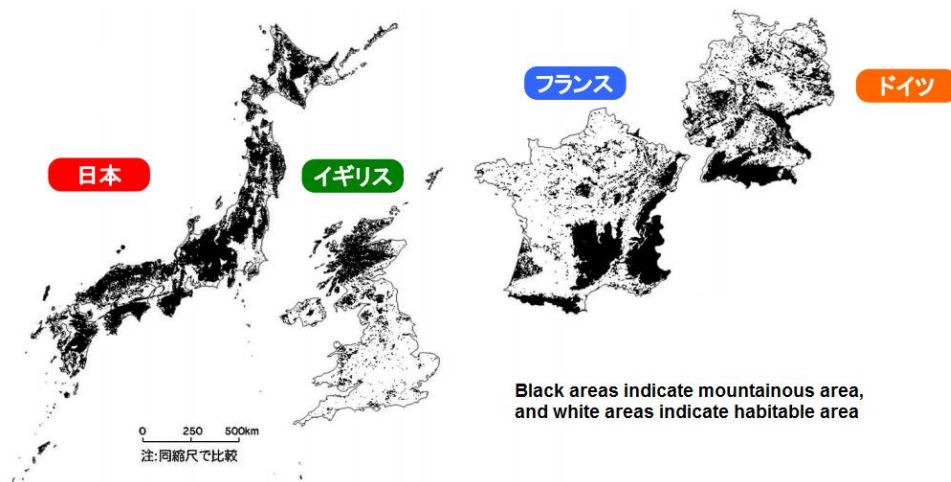 フランス
ドイツ
日本
イギリス
Black areas indicate mountainous area,
and white areas indicate habitable area
0 250 500km
注:同縮尺で比較